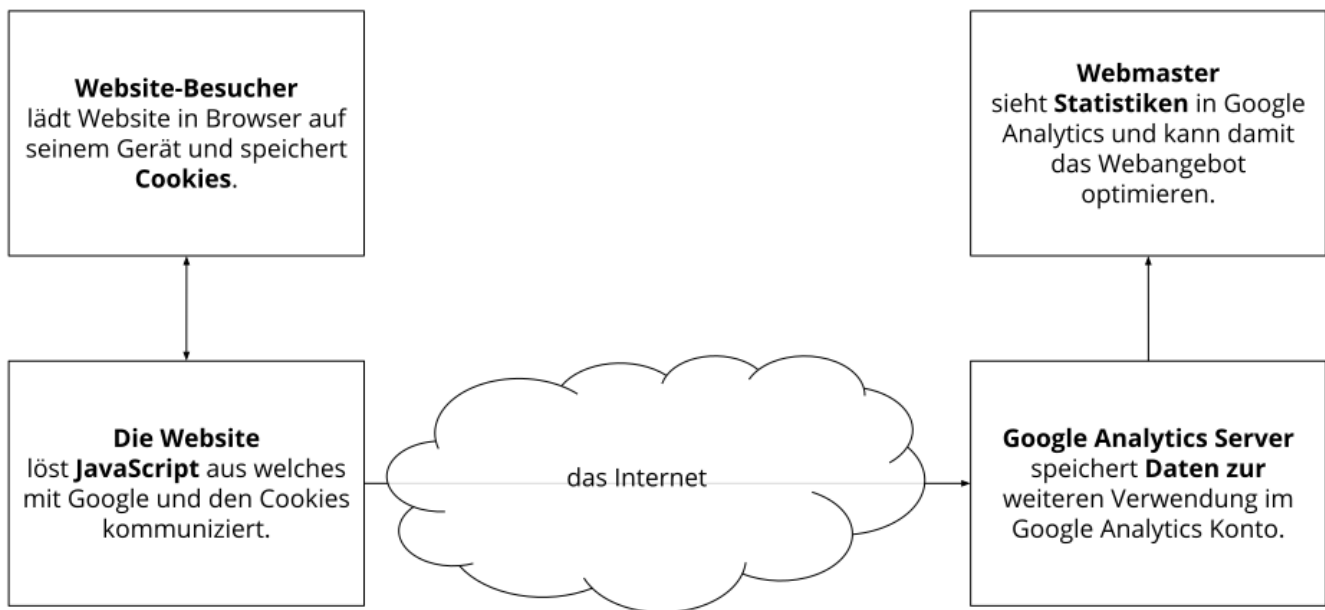 Website-Besucher
lädt Website in Browser auf
seinem Gerät und speichert
Cookies.
Webmaster
sieht Statistiken in Google
Analytics und kann damit
das Webangebot
optimieren.
Die Website
löst JavaScript aus welches
mit Google und den Cookies
kommuniziert.
das Internet
Google Analytics Server
speichert Daten zur
weiteren Verwendung im
Google Analytics Konto.